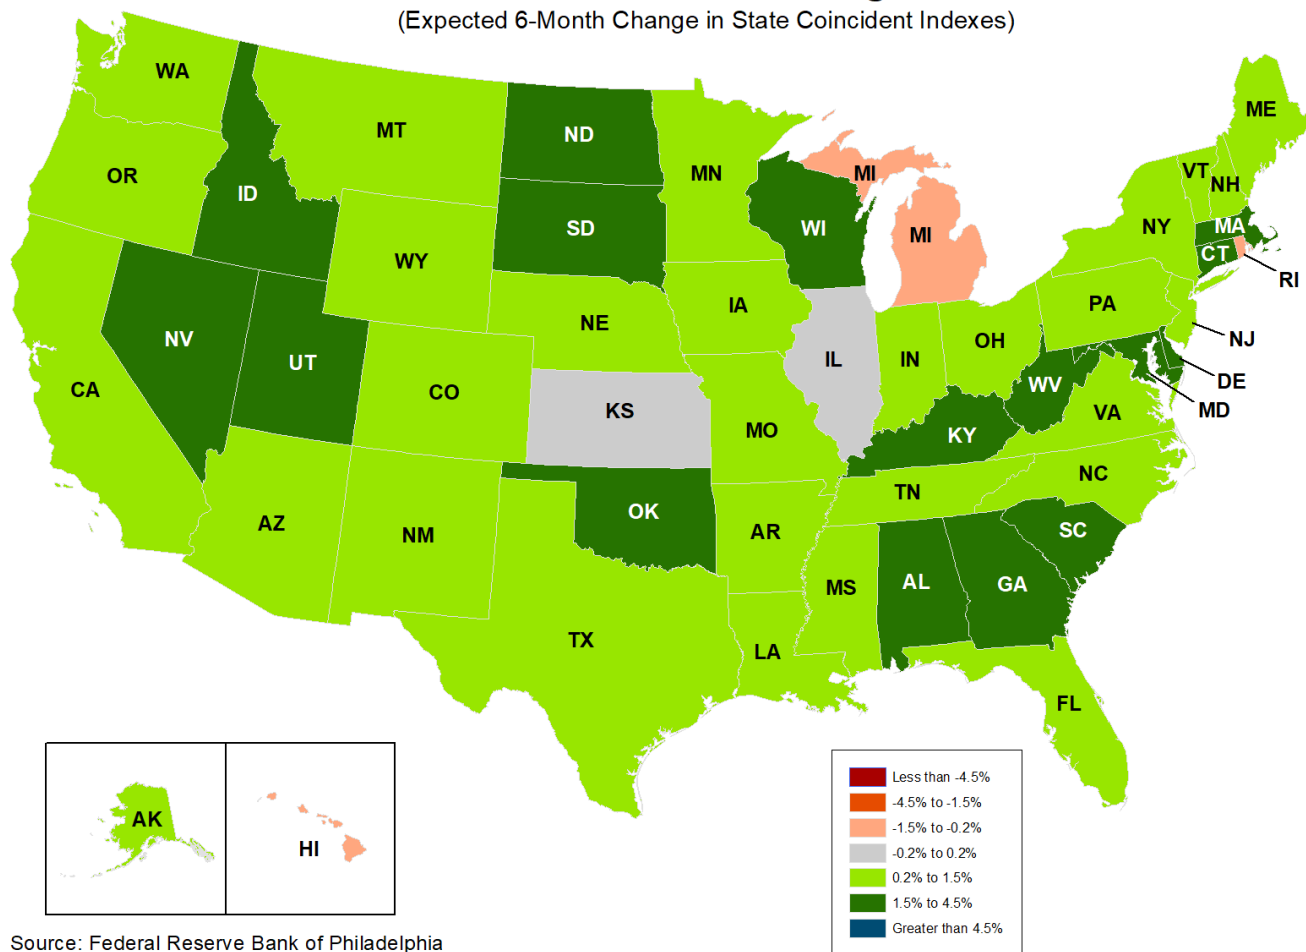 (Expected 6-Month Change in State Coincident Indexes)
WA
MT
ND
MN
MI
ME
OR
ID
SD
WI
MI
VT
NH
NY
MA
CT
RI
WY
IA
NE
PA
NV
UT
CO
KS
IL
IN
OH
NJ
DE
MD
WV
VA
CA
MO
KY
AZ
NM
OK
AR
TN
NC
SC
TX
LA
MS
AL
GA
FL
AK
HI
Less than -4.5%
-4.5% to -1.5%
-1.5% to -0.2%
-0.2% to 0.2%
0.2% to 1.5%
1.5% to 4.5%
Greater than 4.5%
Source: Federal Reserve Bank of Philadelphia